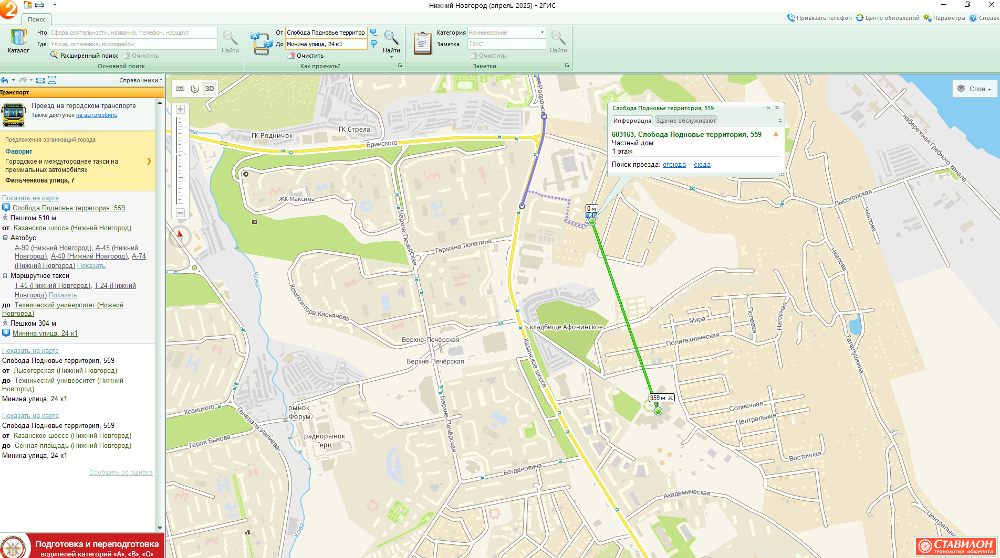 Нижний Новгород (апрель 2025) - 2ГИС
Поиск
Привязать телефон
Центр обновлений
Параметры
Справк
Каталог
Что
Сфера деятельности, название, телефон, маршрут
Где
Улица, остановка, микрорайон
Найти
Расширенный поиск
Очистить
Основной поиск
От
Слобода Подновье территор
До
Минина улица, 24 к1
Найти
Очистить
Как проехать?
Категория
Наименование
Заметка
Текст
Найти
Очистить
Заметки
Справочники
Транспорт
Проезд на городском транспорте
Также доступен на автомобиле.
Предложения организаций города
Фаворит
Городское и междугороднее такси на
премиальных автомобилях
Фильченкова улица, 7
Показать на карте
A Слобода Подновье территория, 559
Пешком 510 м
от Казанское шоссе (Нижний Новгород)
Автобус
А-90 (Нижний Новгород), А-45 (Нижний
Новгород), А-40 (Нижний Новгород), А-74
(Нижний Новгород) Показать
Маршрутное такси
Т-45 (Нижний Новгород), Т-24 (Нижний
Новгород) Показать
до Технический университет (Нижний
Новгород)
Пешком 304 м
B Минина улица, 24 к1
Показать на карте
Слобода Подновье территория, 559
от Лысогорская (Нижний Новгород)
до Технический университет (Нижний
Новгород)
Минина улица, 24 к1
Показать на карте
Слобода Подновье территория, 559
от Казанское шоссе (Нижний Новгород)
до Сенная площадь (Нижний Новгород)
Минина улица, 24 к1
Сообщить об ошибке
Подготовка и переподготовка
водителей категорий «А», «В», «С»
3D
Слои
Слобода Подновье территория, 559
Информация
Здание обслуживают
603163, Слобода Подновье территория, 559
Частный дом
1 этаж
Поиск проезда: отсюда – сюда
Родионов
Кова
ГК Родничок
ГК Стрела
Бринского
набережная Гребного канала
ЖК Максима
Лысогорская
0 м
Чкалова
Верхне-Печёрская
Германа Лопатина
Чкалова
Кова
Композитора Касьянова
кладбище Афонинское
Мира
Полевая
Нагорная
Политехническая
Верхне-Печёрская
Верхне-Печёрская
Казанское шоссе
Талалушкина
959 м
Козицкого
рынок
Форум
Верхне-Печёрская
Солнечная
Центральная
Генерала Ивлиева
Героя Быкова
радиорынок
Герц
Восточная
Богдановича
Академическая
Центральная
Кова
СТАВИЛОН
технология общепита